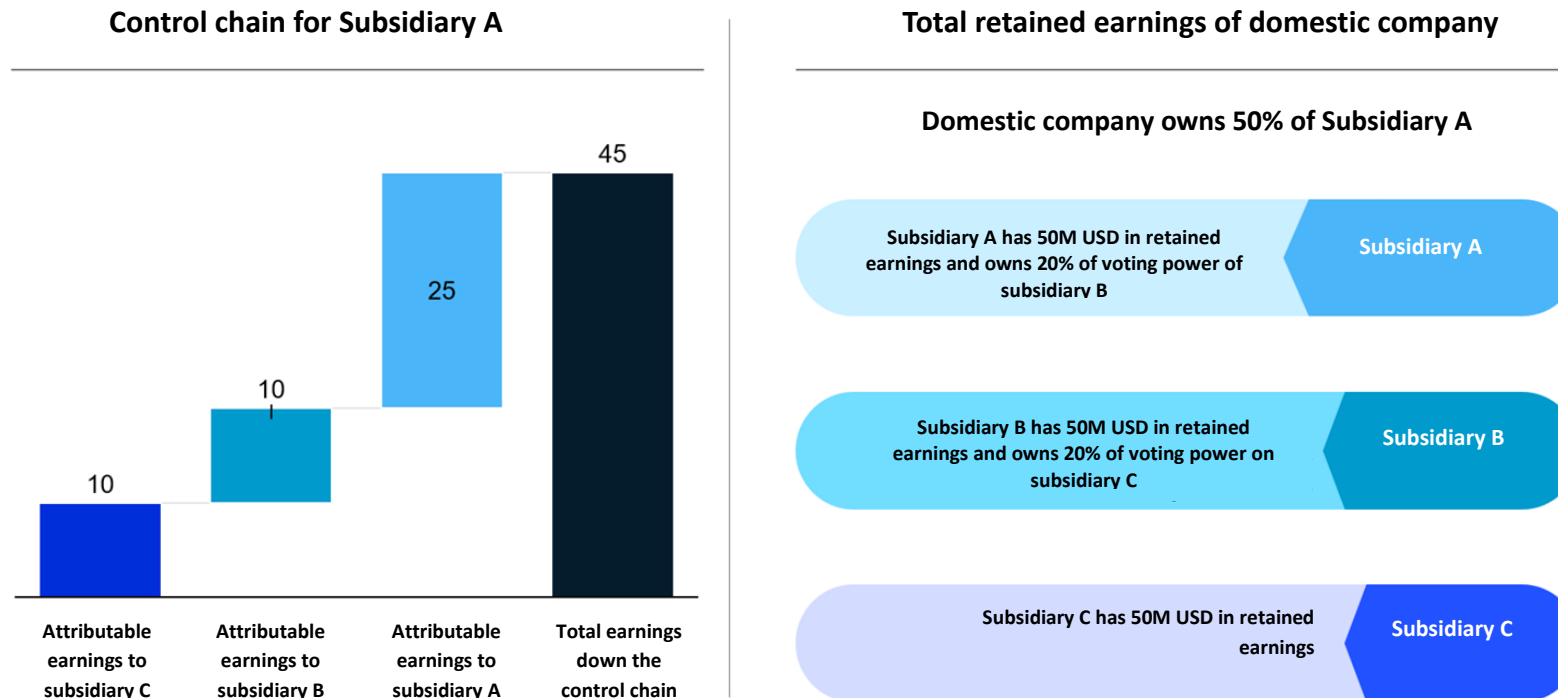 Control chain for Subsidiary A
45
25
10
10
Attributable
earnings to
subsidiary C
Attributable
earnings to
subsidiary B
Attributable
earnings to
subsidiary A
Total earnings
down the
control chain
Total retained earnings of domestic company
Domestic company owns 50% of Subsidiary A
Subsidiary A has 50M USD in retained
earnings and owns 20% of voting power of
subsidiary B
Subsidiary A
Subsidiary B has 50M USD in retained
earnings and owns 20% of voting power on
subsidiary C
Subsidiary B
Subsidiary C has 50M USD in retained
earnings
Subsidiary C